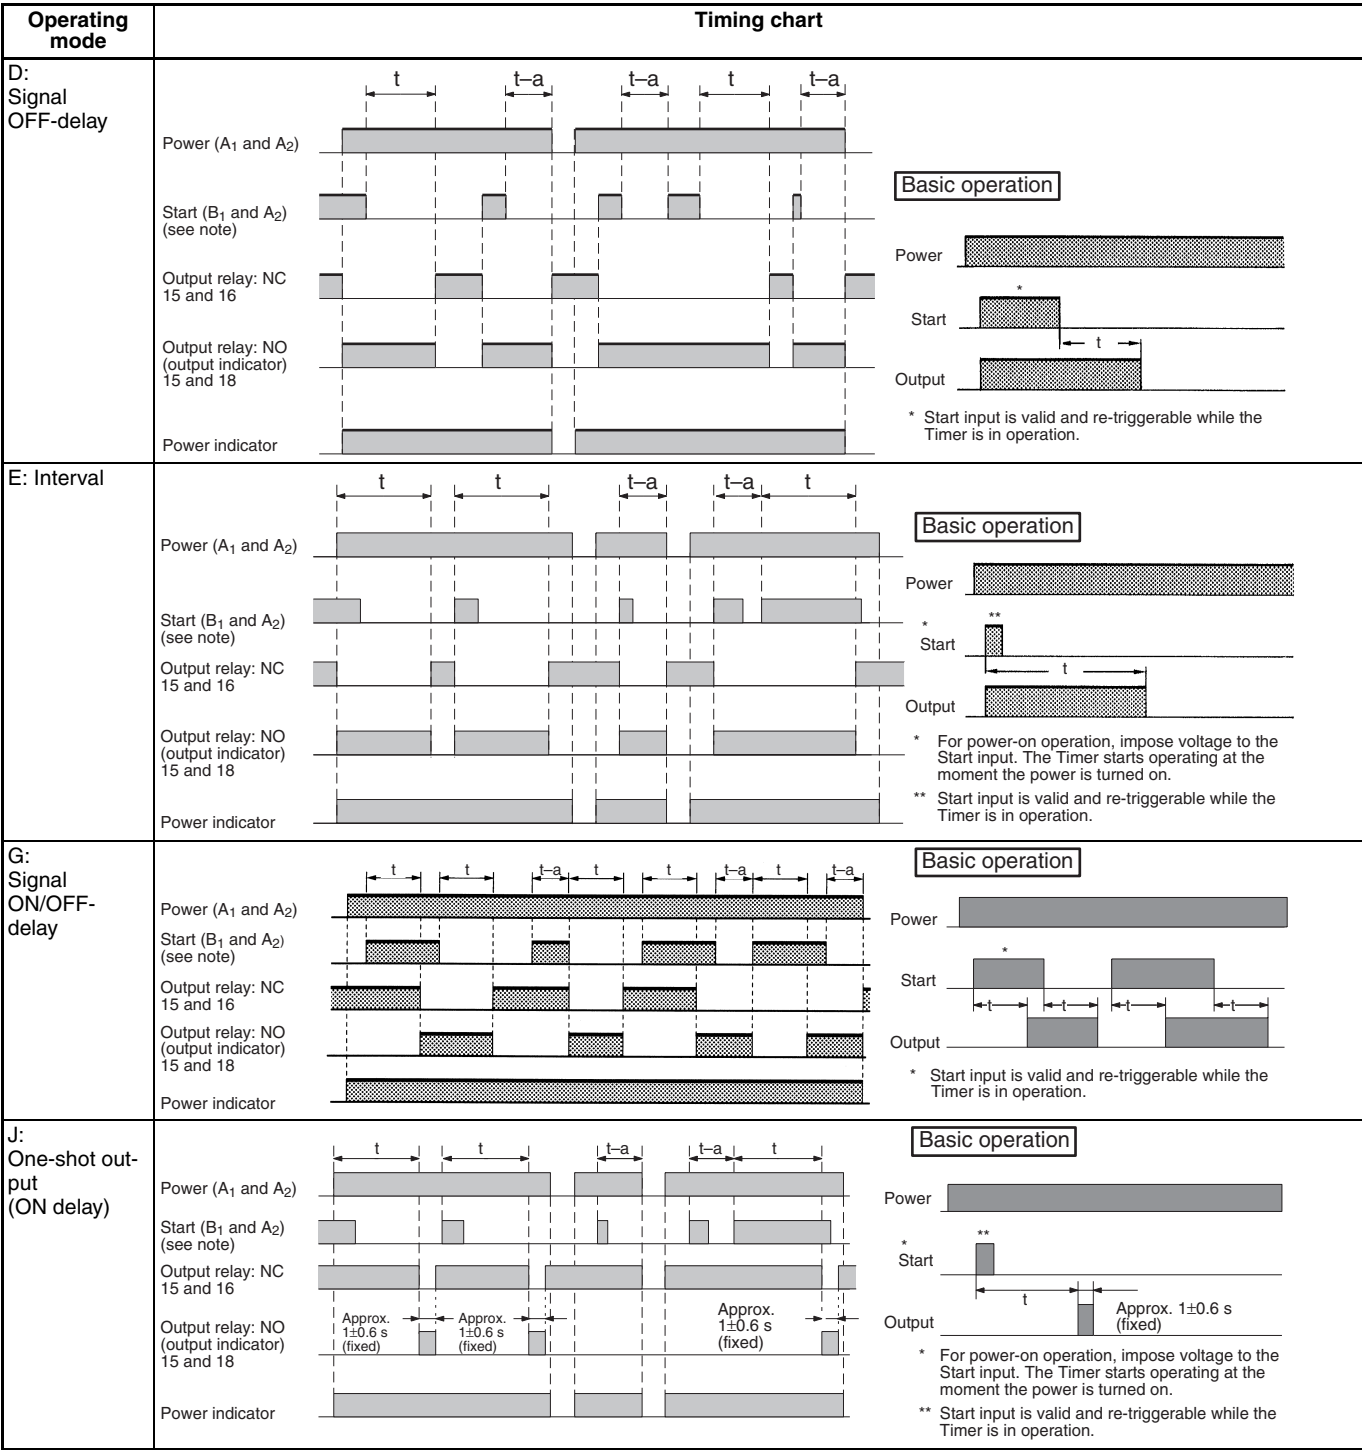 Operating
mode
Timing chart
D:
Signal
OFF-delay
t
t–a
t–a
t
t–a
Power (A1 and A2)
Start (B1 and A2)
(see note)
Output relay: NC
15 and 16
Output relay: NO
(output indicator)
15 and 18
Power indicator
Basic operation
Power
*
Start
t
Output
* Start input is valid and re-triggerable while the
Timer is in operation.
E: Interval
t
t
t–a
t–a
t
Power (A1 and A2)
Start (B1 and A2)
(see note)
Output relay: NC
15 and 16
Output relay: NO
(output indicator)
15 and 18
Power indicator
Basic operation
Power
**
*
Start
t
Output
* For power-on operation, impose voltage to the
Start input. The Timer starts operating at the
moment the power is turned on.
** Start input is valid and re-triggerable while the
Timer is in operation.
G:
Signal
ON/OFF-
delay
t
t
t–a
t
t
t–a
t
t–a
Power (A1 and A2)
Start (B1 and A2)
(see note)
Output relay: NC
15 and 16
Output relay: NO
(output indicator)
15 and 18
Power indicator
Basic operation
Power
*
Start
t
t
t
t
Output
* Start input is valid and re-triggerable while the
Timer is in operation.
J:
One-shot out-
put
(ON delay)
t
t
t–a
t–a
t
Power (A1 and A2)
Start (B1 and A2)
(see note)
Output relay: NC
15 and 16
Approx.
1±0.6 s
(fixed)
Approx.
1±0.6 s
(fixed)
Approx.
1±0.6 s
(fixed)
Output relay: NO
(output indicator)
15 and 18
Power indicator
Basic operation
Power
**
*
Start
t
Approx. 1±0.6 s
(fixed)
Output
* For power-on operation, impose voltage to the
Start input. The Timer starts operating at the
moment the power is turned on.
** Start input is valid and re-triggerable while the
Timer is in operation.